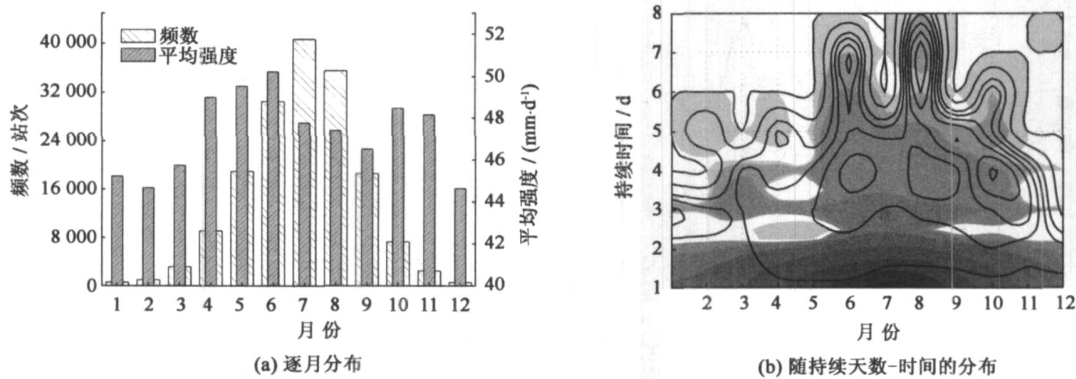 频数
平均强度
40 000
32 000
24 000
16 000
8 000
0
频数 / 站次
52
50
48
46
44
42
40
平均强度 / (mm·d⁻¹)
1 2 3 4 5 6 7 8 9 10 11 12
月 份
(a) 逐月分布
8
7
6
5
4
3
2
1
持续时间 / d
2 3 4 5 6 7 8 9 10 11 12
月 份
(b) 随持续天数-时间的分布